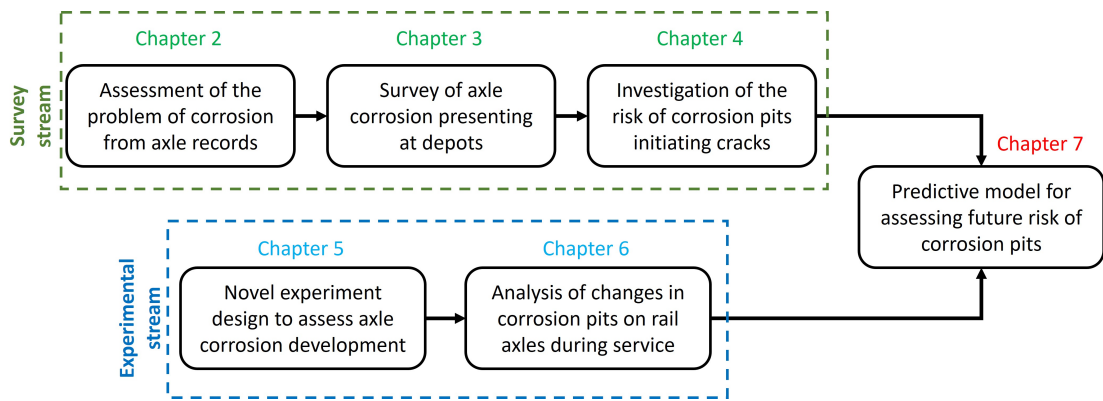 Survey
stream
Chapter 2
Assessment of the
problem of corrosion
from axle records
Chapter 3
Survey of axle
corrosion presenting
at depots
Chapter 4
Investigation of the
risk of corrosion pits
initiating cracks
Chapter 7
Predictive model for
assessing future risk of
corrosion pits
Experimental
stream
Chapter 5
Novel experiment
design to assess axle
corrosion development
Chapter 6
Analysis of changes in
corrosion pits on rail
axles during service